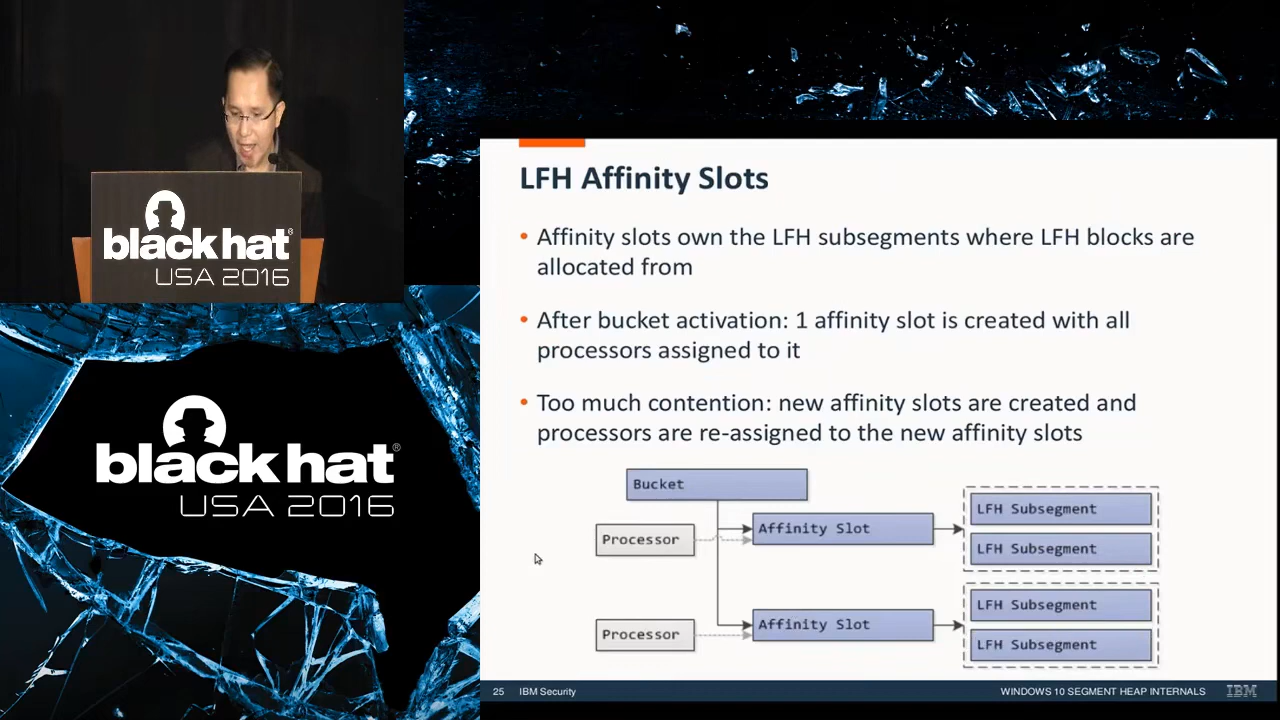 black hat®
USA 2016
black hat®
USA 2016
LFH Affinity Slots
• Affinity slots own the LFH subsegments where LFH blocks are
allocated from
• After bucket activation: 1 affinity slot is created with all
processors assigned to it
• Too much contention: new affinity slots are created and
processors are re-assigned to the new affinity slots
Bucket
Processor
Affinity Slot
LFH Subsegment
LFH Subsegment
Processor
Affinity Slot
LFH Subsegment
LFH Subsegment
25 IBM Security
WINDOWS 10 SEGMENT HEAP INTERNALS IBM